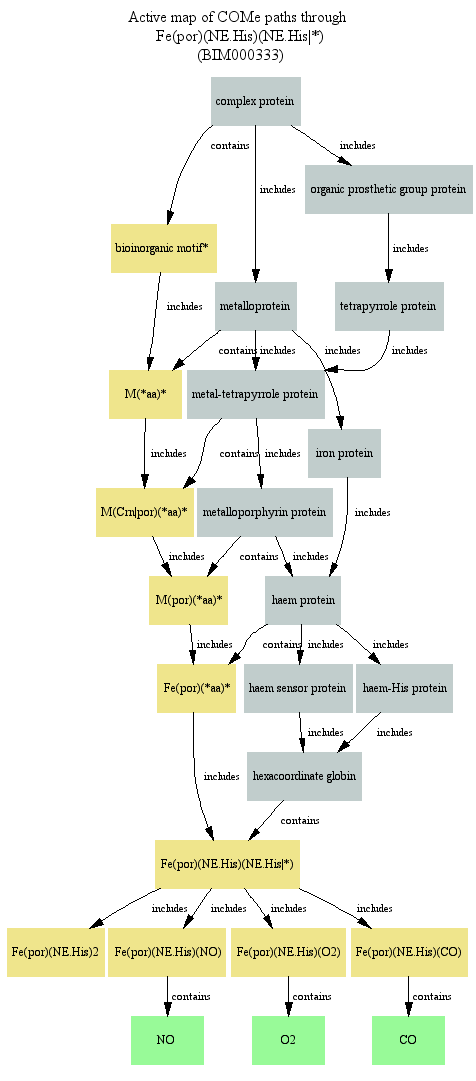 Active map of COMe paths through
Fe(por)(NE.His)(NE.His|*)
(BIM000333)
complex protein
contains
includes
includes
organic prosthetic group protein
bioinorganic motif*
includes
includes
metalloprotein
tetrapyrrole protein
contains
includes
includes
includes
M(*aa)*
metal-tetrapyrrole protein
includes
contains
includes
iron protein
M(Crn|por)(*aa)*
metalloporphyrin protein
includes
includes
contains
includes
M(por)(*aa)*
haem protein
includes
contains
includes
includes
Fe(por)(*aa)*
haem sensor protein
haem-His protein
includes
includes
includes
hexacoordinate globin
contains
Fe(por)(NE.His)(NE.His|*)
includes
includes
includes
includes
Fe(por)(NE.His)2
Fe(por)(NE.His)(NO)
Fe(por)(NE.His)(O2)
Fe(por)(NE.His)(CO)
contains
contains
contains
NO
O2
CO